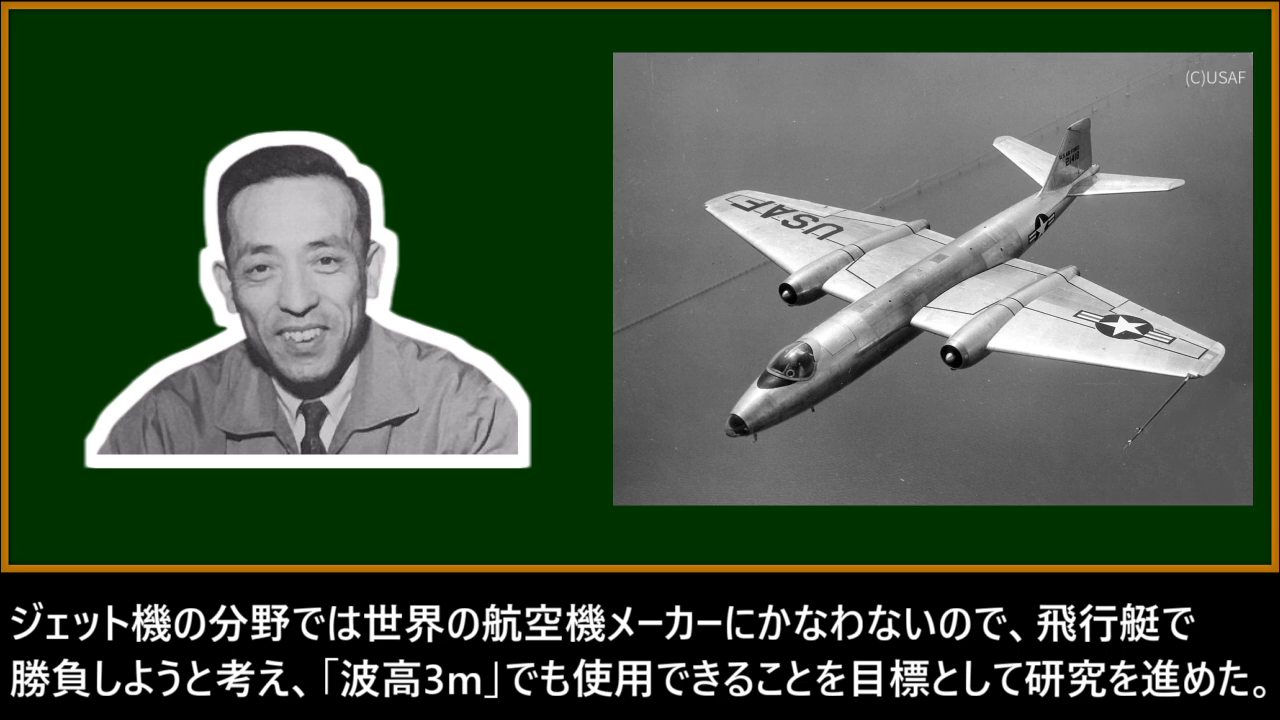 (C)USAF
USAF
ジェット機の分野では世界の航空機メーカーにかなわないので、飛行艇で
勝負しようと考え、「波高3m」でも使用できることを目標として研究を進めた。